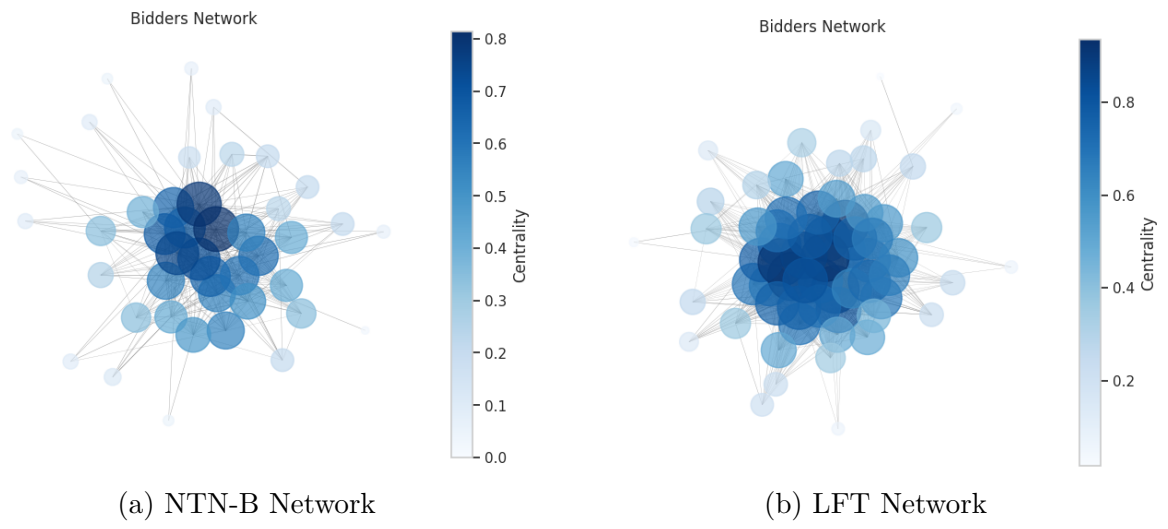 Bidders Network
0.8
0.7
0.6
0.5
0.4
0.3
0.2
0.1
0.0
Centrality
(a) NTN-B Network
Bidders Network
0.8
0.6
0.4
0.2
Centrality
(b) LFT Network